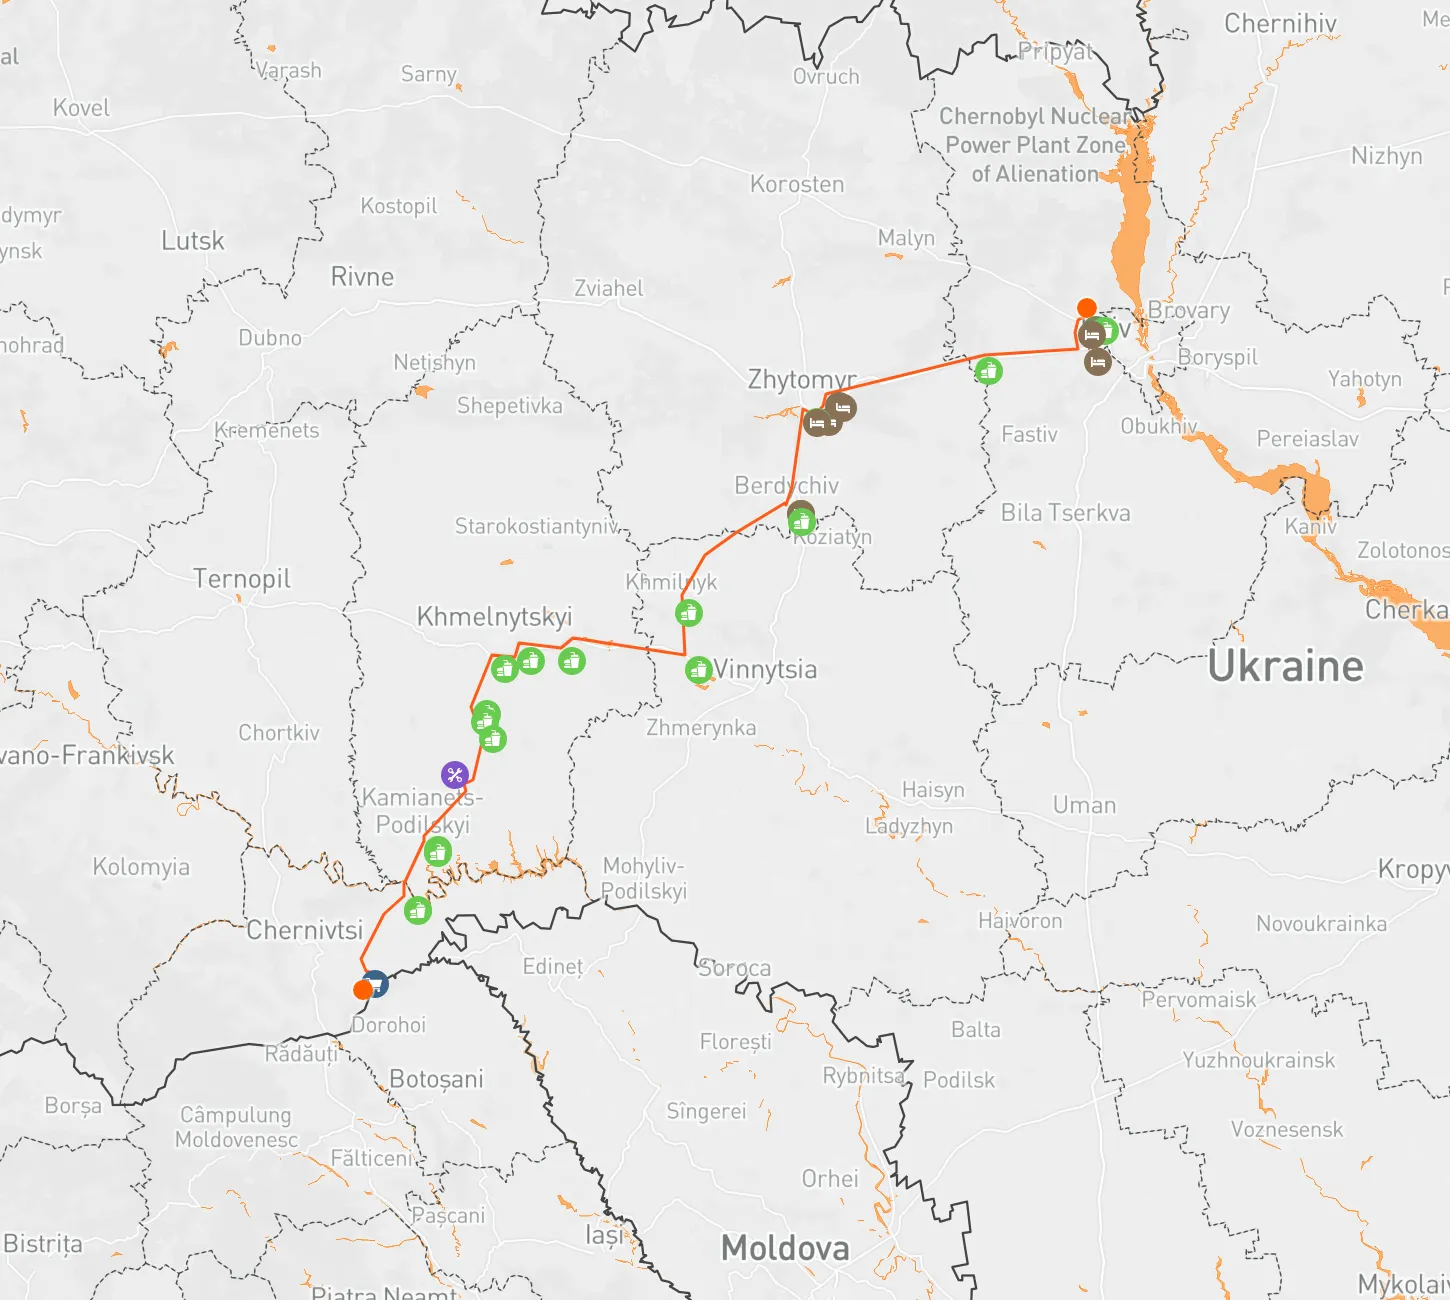 Chernihiv
Pripyat
al
Varash
Sarny
Ovruch
Kovel
Chernobyl Nuclear
Power Plant Zone
of Alienation
Nizhyn
Korosten
Kostopil
dymyr
Lutsk
Malyn
ynsk
Rivne
Zviahel
Brovary
Dubno
Boryspil
Netishyn
Zhytomyr
Yahotyn
Shepetivka
Kremenets
Fastiv
Obukhiv
Pereiaslav
Berdychiv
Bila Tserkva
Starokostiantyniv
Kaniv
Koziatyn
Zolotonos
Ternopil
Khmilnyk
Khmelnytskyi
Cherka
Ukraine
Vinnytsia
Chortkiv
Zhmerynka
vano-Frankivsk
Haisyn
Kamianets-
Podilskyi
Uman
Ladyzhyn
Kolomyia
Mohyliv-
Podilskyi
Kropyv
Chernivtsi
Haivoron
Novoukrainka
Edineț
Soroca
Pervomaisk
Dorohoi
Balta
Florești
Rădăuți
Yuzhnoukrainsk
Botoșani
Rybnitsa
Podilsk
Borșa
Câmpulung
Moldovenesc
Sîngerei
Voznesensk
Fălticeni
Orhei
Pașcani
Bistrița
Iași
Moldova
Mykolaiv
Piatra Neamț